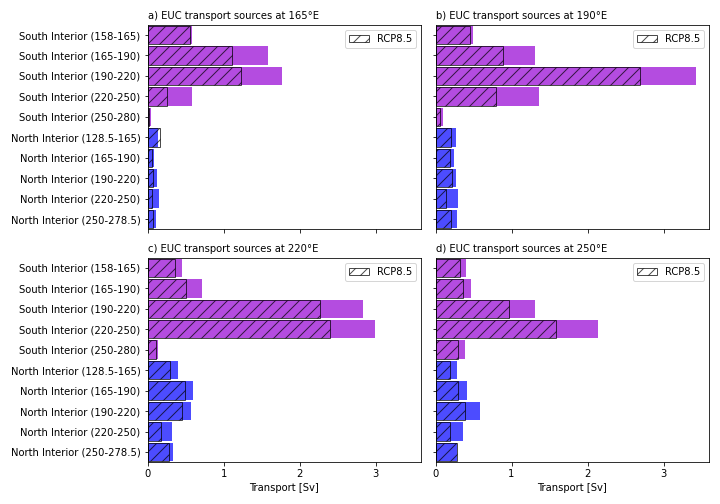 a) EUC transport sources at 165°E
South Interior (158-165)
South Interior (165-190)
South Interior (190-220)
South Interior (220-250)
South Interior (250-280)
North Interior (128.5-165)
North Interior (165-190)
North Interior (190-220)
North Interior (220-250)
North Interior (250-278.5)
RCP8.5
b) EUC transport sources at 190°E
RCP8.5
c) EUC transport sources at 220°E
South Interior (158-165)
South Interior (165-190)
South Interior (190-220)
South Interior (220-250)
South Interior (250-280)
North Interior (128.5-165)
North Interior (165-190)
North Interior (190-220)
North Interior (220-250)
North Interior (250-278.5)
RCP8.5
0 1 2 3
Transport [Sv]
d) EUC transport sources at 250°E
RCP8.5
0 1 2 3
Transport [Sv]